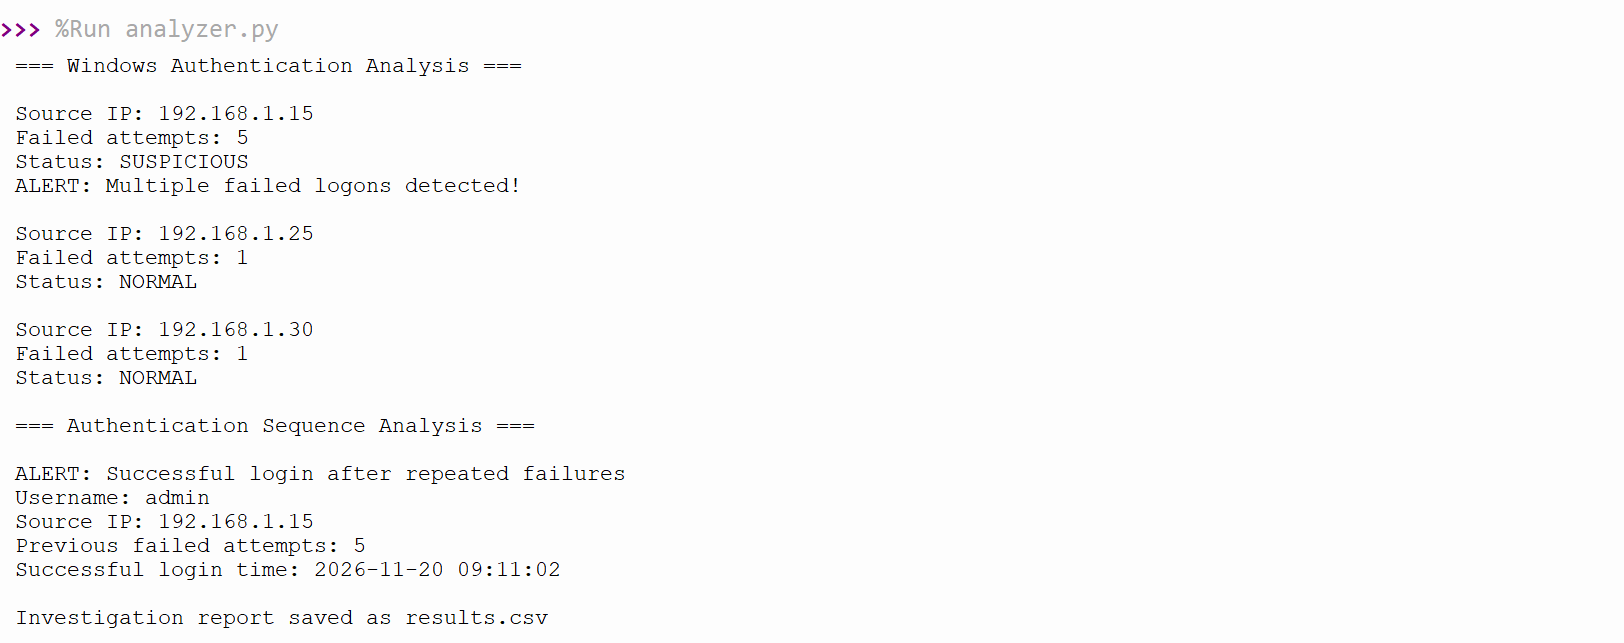 >>> %Run analyzer.py
=== Windows Authentication Analysis ===
Source IP: 192.168.1.15
Failed attempts: 5
Status: SUSPICIOUS
ALERT: Multiple failed logons detected!
Source IP: 192.168.1.25
Failed attempts: 1
Status: NORMAL
Source IP: 192.168.1.30
Failed attempts: 1
Status: NORMAL
=== Authentication Sequence Analysis ===
ALERT: Successful login after repeated failures
Username: admin
Source IP: 192.168.1.15
Previous failed attempts: 5
Successful login time: 2026-11-20 09:11:02
Investigation report saved as results.csv